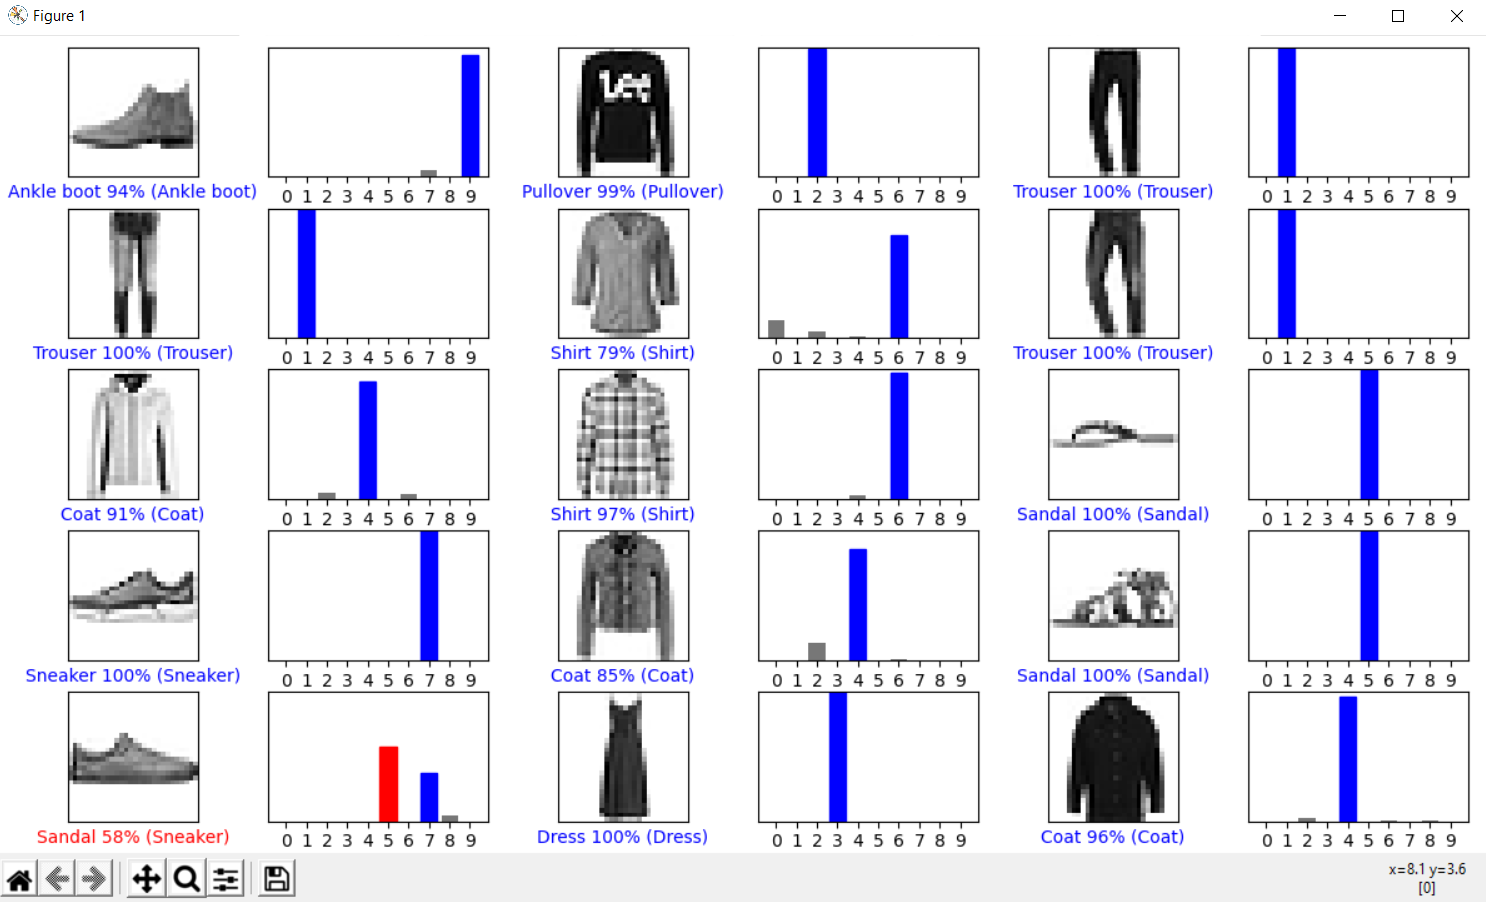 Figure 1
Lee
0 1 2 3 4 5 6 7 8 9
0 1 2 3 4 5 6 7 8 9
0 1 2 3 4 5 6 7 8 9
Ankle boot 94% (Ankle boot)
Pullover 99% (Pullover)
Trouser 100% (Trouser)
0 1 2 3 4 5 6 7 8 9
0 1 2 3 4 5 6 7 8 9
0 1 2 3 4 5 6 7 8 9
Trouser 100% (Trouser)
Shirt 79% (Shirt)
Trouser 100% (Trouser)
0 1 2 3 4 5 6 7 8 9
0 1 2 3 4 5 6 7 8 9
0 1 2 3 4 5 6 7 8 9
Coat 91% (Coat)
Shirt 97% (Shirt)
Sandal 100% (Sandal)
0 1 2 3 4 5 6 7 8 9
0 1 2 3 4 5 6 7 8 9
0 1 2 3 4 5 6 7 8 9
Sneaker 100% (Sneaker)
Coat 85% (Coat)
Sandal 100% (Sandal)
0 1 2 3 4 5 6 7 8 9
0 1 2 3 4 5 6 7 8 9
0 1 2 3 4 5 6 7 8 9
Sandal 58% (Sneaker)
Dress 100% (Dress)
Coat 96% (Coat)
x=8.1 y=3.6
[0]